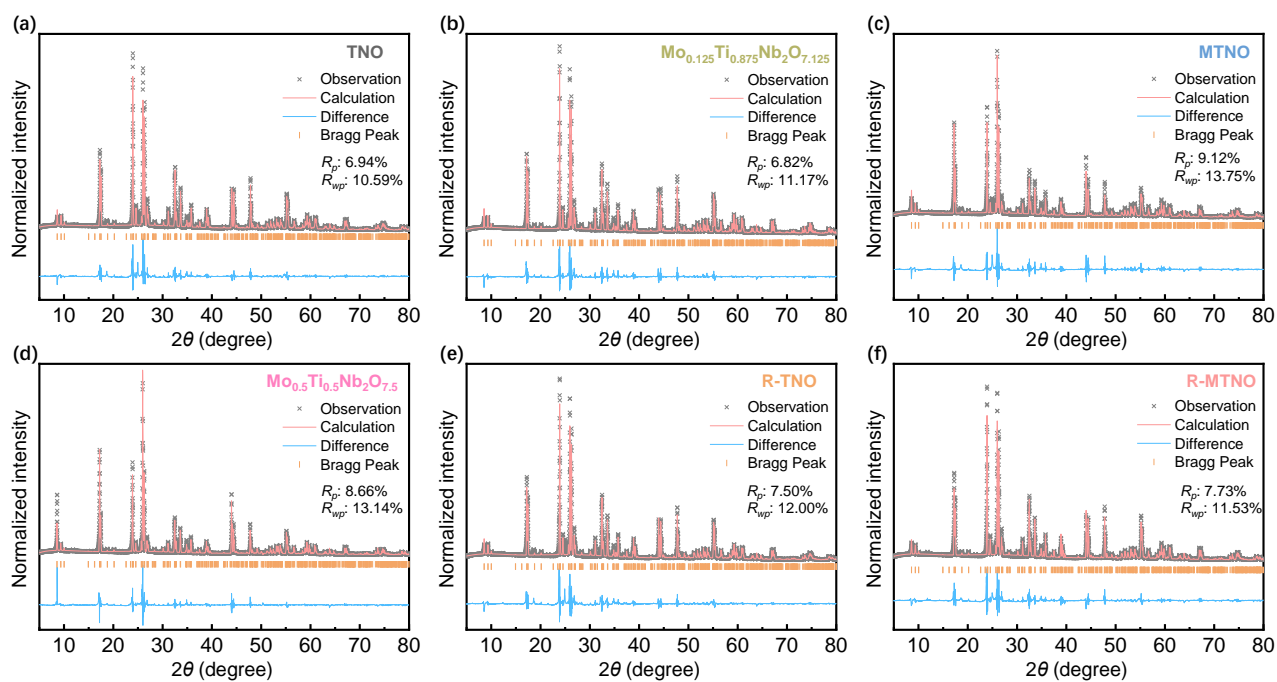 (a)
TNO
Observation
Calculation
Difference
Bragg Peak
Rp: 6.94%
Rwp: 10.59%
Normalized intensity
10 20 30 40 50 60 70 80
2θ (degree)
(b)
Mo0.125Ti0.875Nb2O7.125
Observation
Calculation
Difference
Bragg Peak
Rp: 6.82%
Rwp: 11.17%
Normalized intensity
10 20 30 40 50 60 70 80
2θ (degree)
(c)
MTNO
Observation
Calculation
Difference
Bragg Peak
Rp: 9.12%
Rwp: 13.75%
Normalized intensity
10 20 30 40 50 60 70 80
2θ (degree)
(d)
Mo0.5Ti0.5Nb2O7.5
Observation
Calculation
Difference
Bragg Peak
Rp: 8.66%
Rwp: 13.14%
Normalized intensity
10 20 30 40 50 60 70 80
2θ (degree)
(e)
R-TNO
Observation
Calculation
Difference
Bragg Peak
Rp: 7.50%
Rwp: 12.00%
Normalized intensity
10 20 30 40 50 60 70 80
2θ (degree)
(f)
R-MTNO
Observation
Calculation
Difference
Bragg Peak
Rp: 7.73%
Rwp: 11.53%
Normalized intensity
10 20 30 40 50 60 70 80
2θ (degree)